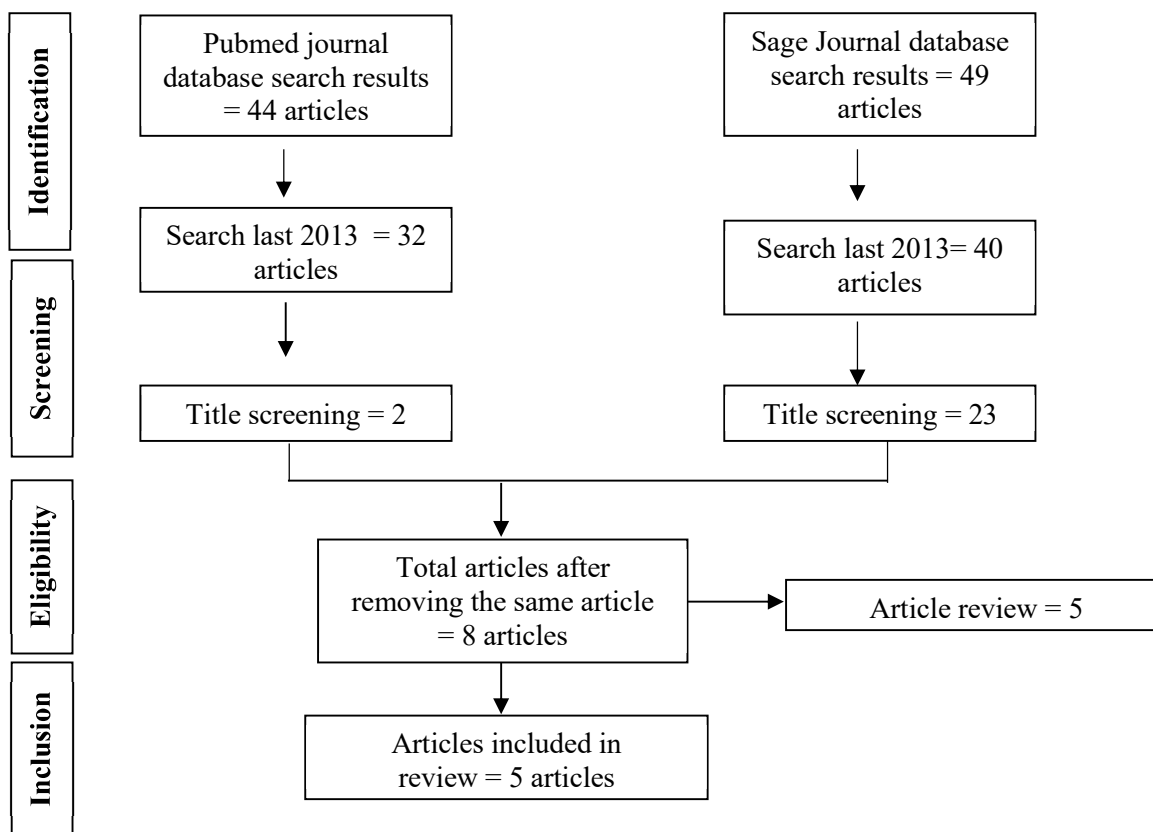 Identification
Pubmed journal
database search results
= 44 articles
Sage Journal database
search results = 49
articles
Search last 2013  = 32
articles
Search last 2013= 40
articles
Screening
Title screening = 2
Title screening = 23
Eligibility
Total articles after
removing the same article
= 8 articles
Article review = 5
Inclusion
Articles included in
review = 5 articles